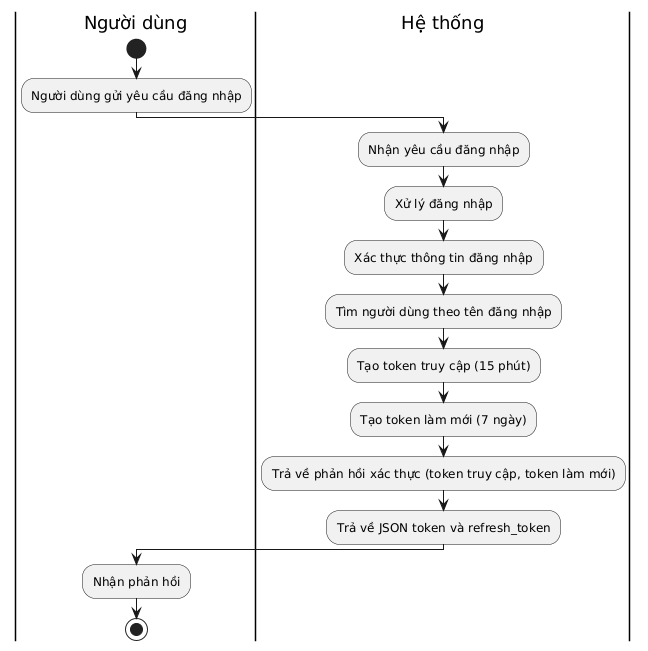 Người dùng
Hệ thống
Người dùng gửi yêu cầu đăng nhập
Nhận yêu cầu đăng nhập
Xử lý đăng nhập
Xác thực thông tin đăng nhập
Tìm người dùng theo tên đăng nhập
Tạo token truy cập (15 phút)
Tạo token làm mới (7 ngày)
Trả về phản hồi xác thực (token truy cập, token làm mới)
Trả về JSON token và refresh_token
Nhận phản hồi